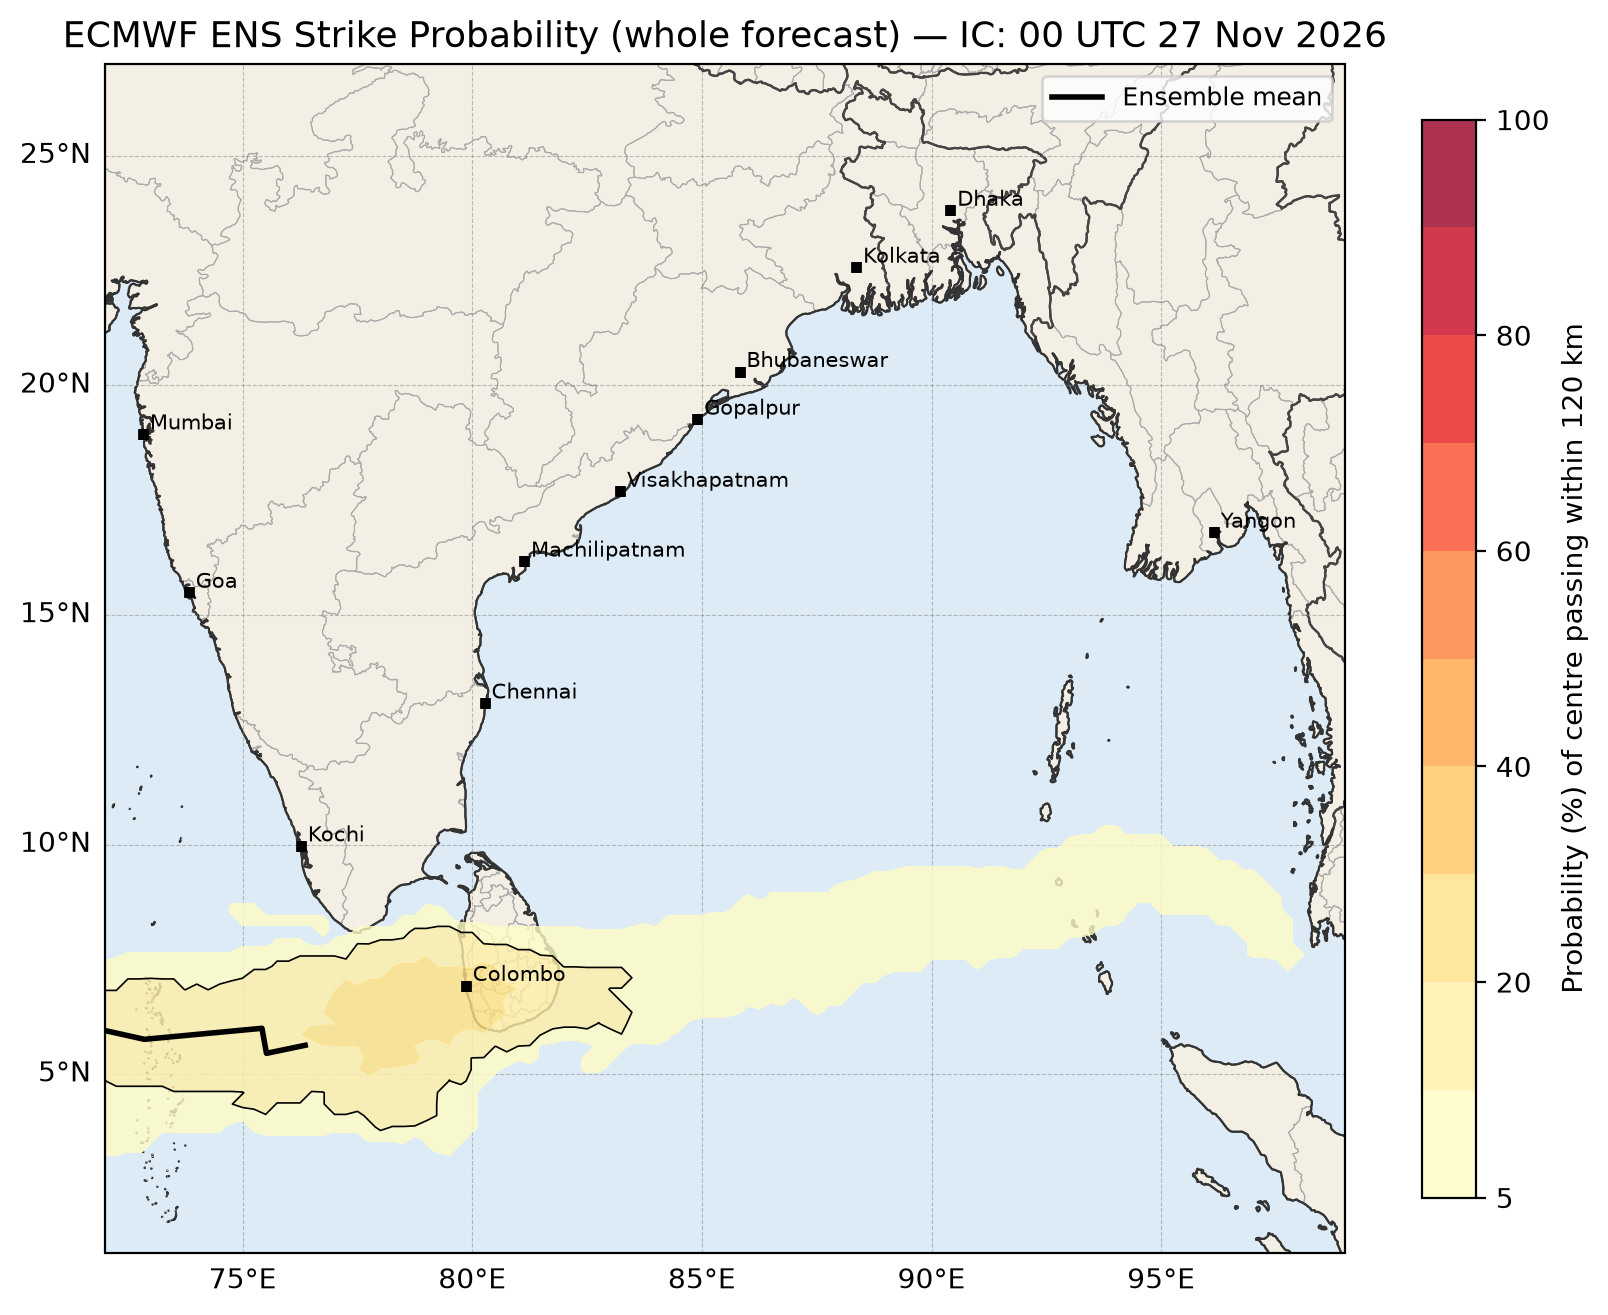 ECMWF ENS Strike Probability (whole forecast) — IC: 00 UTC 27 Nov 2026
Ensemble mean
25°N
20°N
15°N
10°N
5°N
75°E
80°E
85°E
90°E
95°E
Dhaka
Kolkata
Bhubaneswar
Gopalpur
Mumbai
Visakhapatnam
Yangon
Machilipatnam
Goa
Chennai
Kochi
Colombo
100
80
60
40
20
5
Probability (%) of centre passing within 120 km